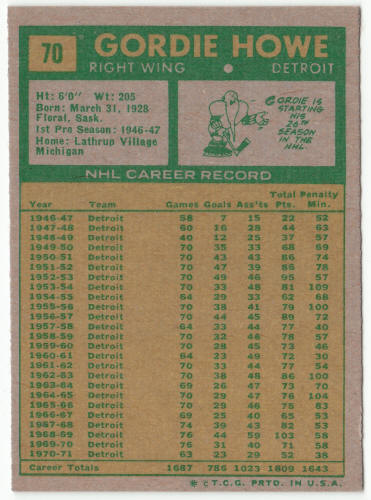 70 GORDIE HOWE
RIGHT WING • DETROIT
Ht: 6'0" Wt: 205
Born: March 31, 1928
Floral, Sask.
1st Pro Season: 1946-47
Home: Lathrup Village
Michigan
GORDIE IS
STARTING
HIS
26TH
SEASON
IN THE
NHL
NHL CAREER RECORD
Total Penalty
Year Team Games Goals Ass'ts Pts. Min.
1946-47 Detroit 58 7 15 22 52
1947-48 Detroit 60 16 28 44 63
1948-49 Detroit 40 12 25 37 57
1949-50 Detroit 70 35 33 68 69
1950-51 Detroit 70 43 43 86 74
1951-52 Detroit 70 47 39 86 78
1952-53 Detroit 70 49 46 95 57
1953-54 Detroit 70 33 48 81 109
1954-55 Detroit 64 29 33 62 68
1955-56 Detroit 70 38 41 79 100
1956-57 Detroit 70 44 45 89 72
1957-58 Detroit 64 33 44 77 40
1958-59 Detroit 70 32 46 78 57
1959-60 Detroit 70 28 45 73 46
1960-61 Detroit 64 23 49 72 30
1961-62 Detroit 70 33 44 77 54
1962-63 Detroit 70 38 48 86 100
1963-64 Detroit 69 26 47 73 70
1964-65 Detroit 70 29 47 76 104
1965-66 Detroit 70 29 46 75 83
1966-67 Detroit 69 25 40 65 53
1967-68 Detroit 74 39 43 82 53
1968-69 Detroit 76 44 59 103 58
1969-70 Detroit 76 31 40 71 58
1970-71 Detroit 63 23 29 52 38
Career Totals 1687 786 1023 1809 1643
* © T.C.G. PRTD. IN U.S.A.